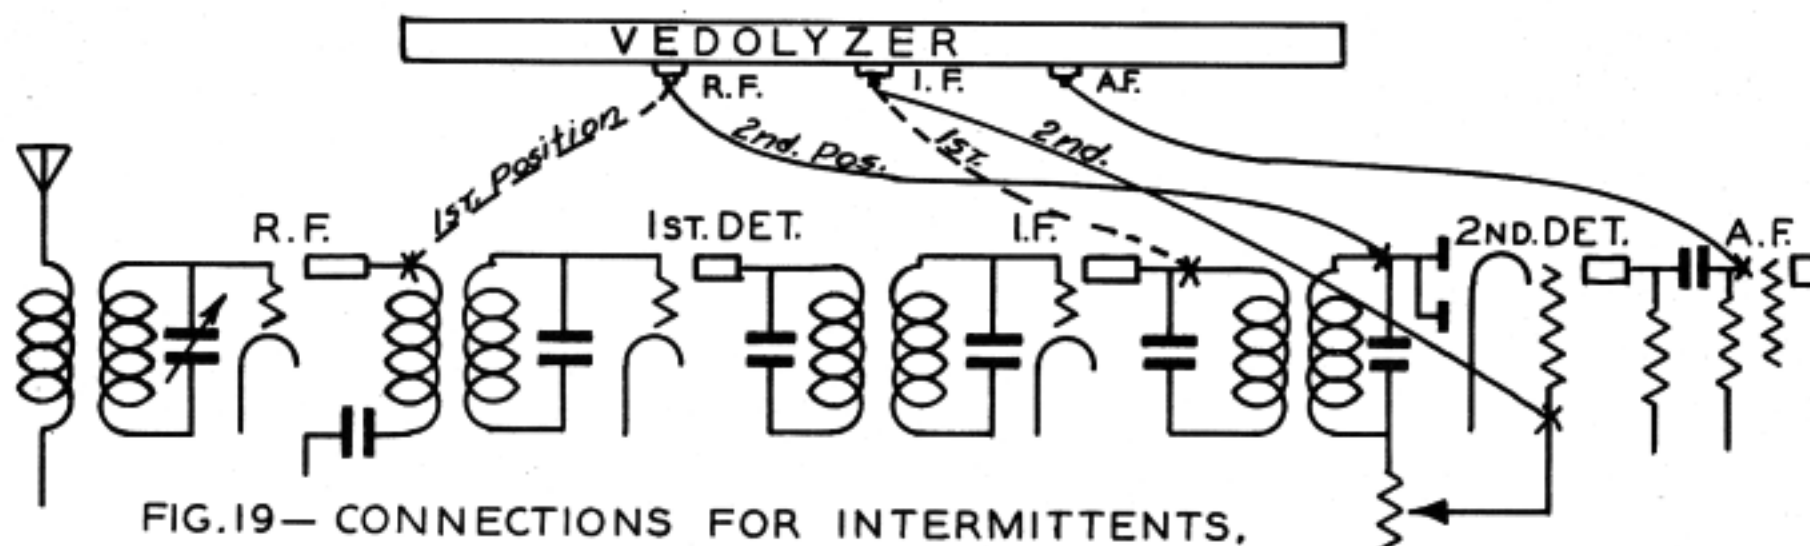 VEDOLYZER
R.F.
I.F.
A.F.
1ST. Position
2nd. pos.
1ST.
2nd.
R.F.
1ST. DET.
I.F.
2ND. DET.
A.F.
FIG.19— CONNECTIONS FOR INTERMITTENTS.